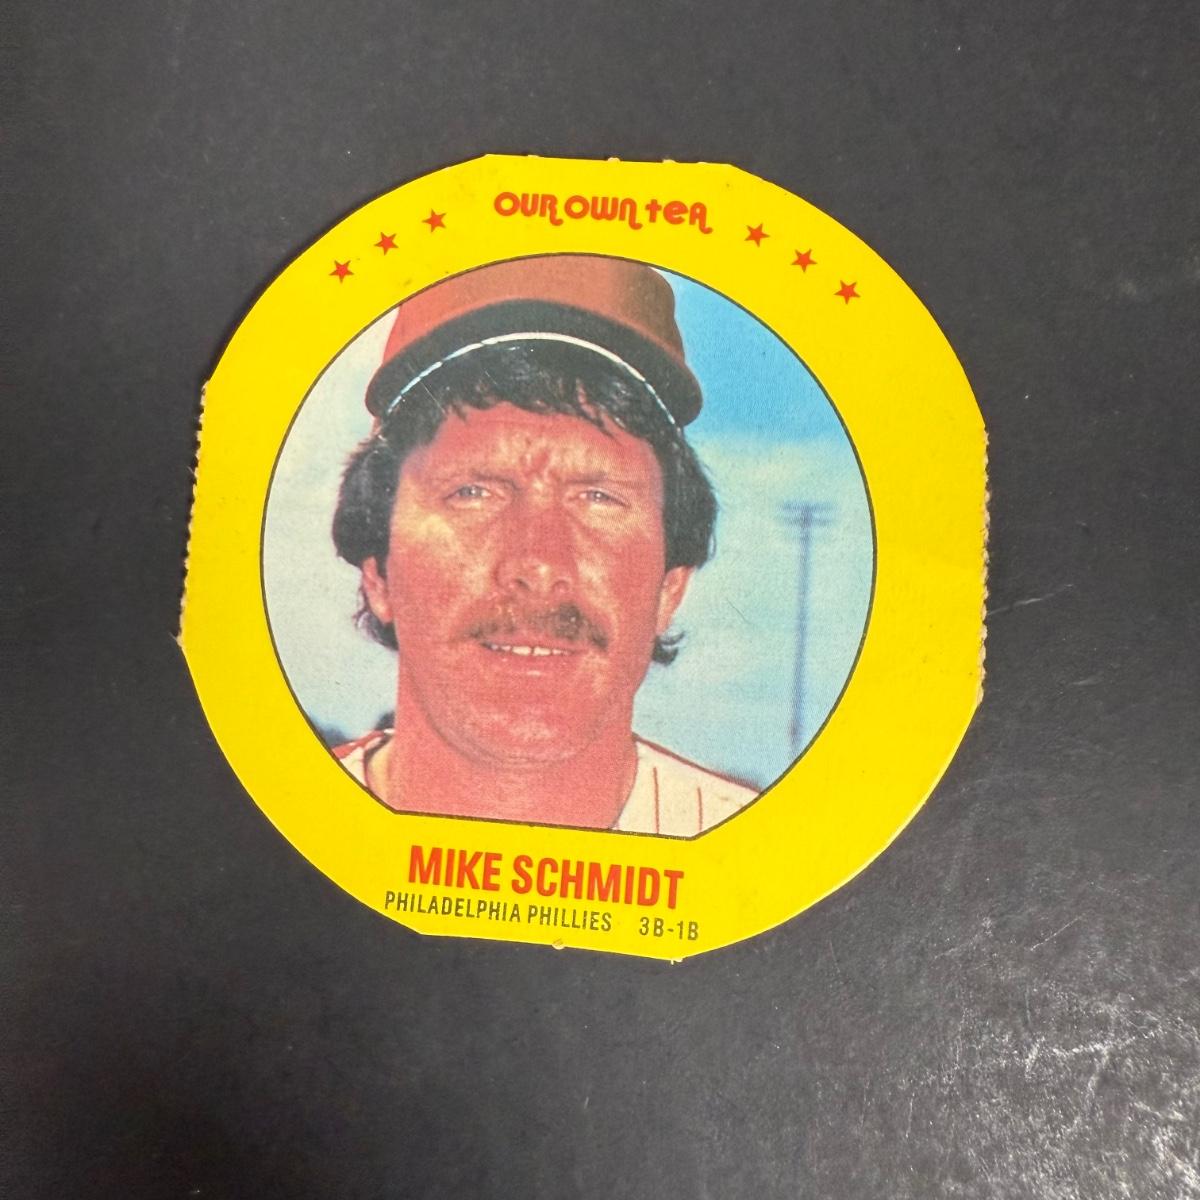 OUR OWN teA
MIKE SCHMIDT
PHILADELPHIA PHILLIES 3B-1B